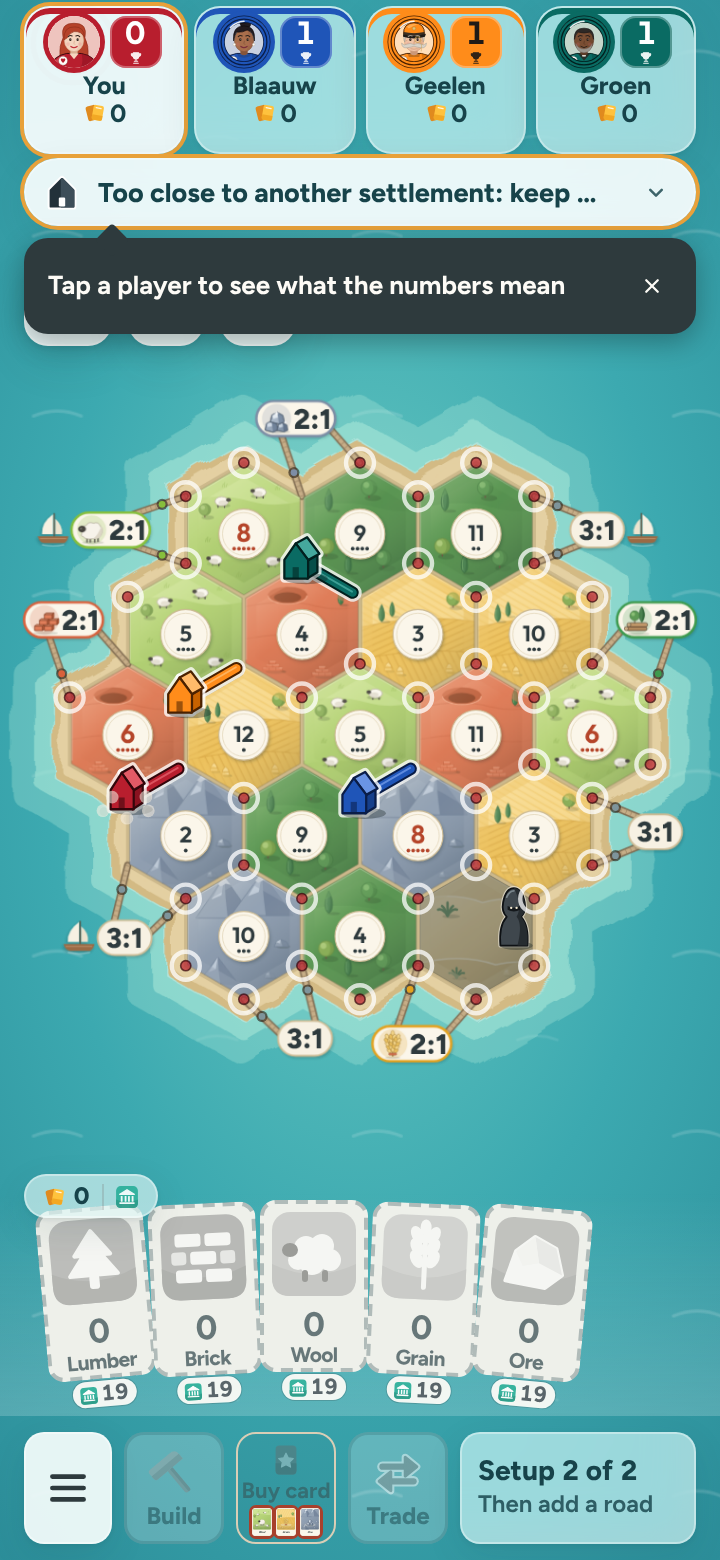 0
1
1
1
You
Blaauw
Geelen
Groen
0
0
0
0
Too close to another settlement: keep ...
Tap a player to see what the numbers mean
2:1
2:1
3:1
8
9
11
2:1
2:1
5
4
3
10
6
12
5
11
6
2
9
8
3
3:1
3:1
10
4
3:1
2:1
0
0
0
0
0
0
Lumber
Brick
Wool
Grain
Ore
19
19
19
19
19
Build
Buy card
Trade
Setup 2 of 2
Then add a road